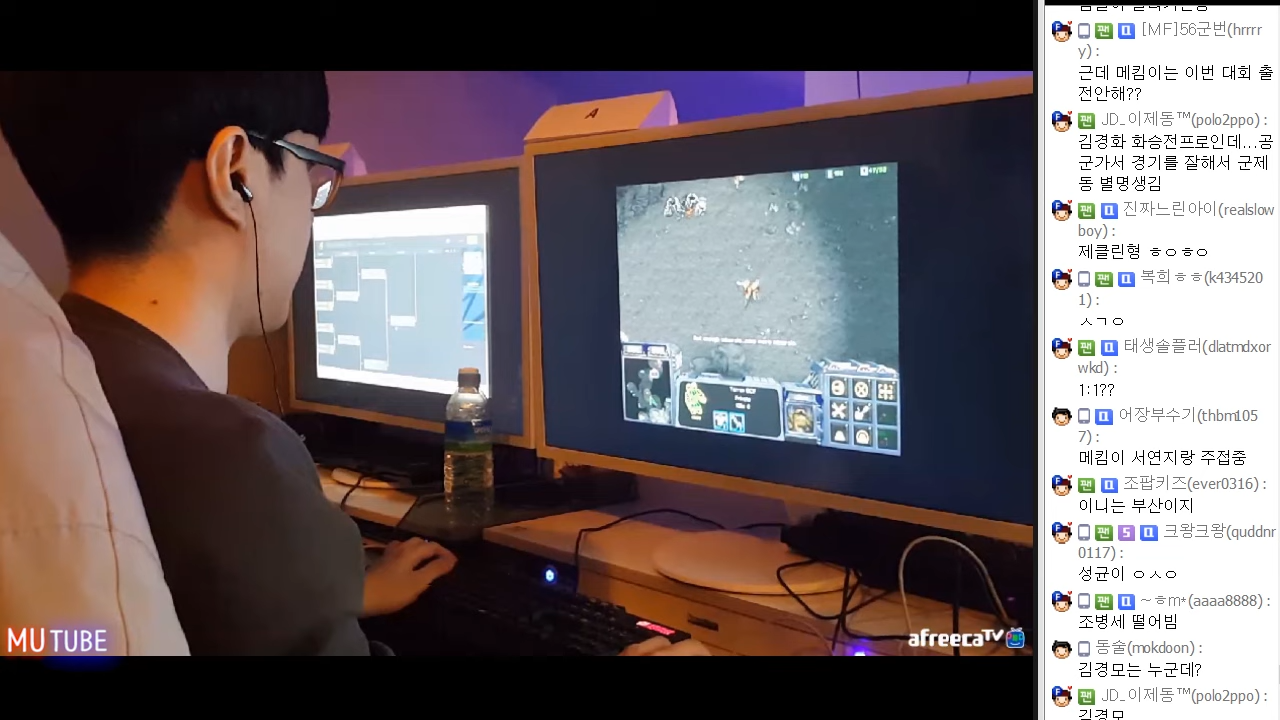 [MF]56군번(hrrrr
y) :
근데 메킴이는 이번 대회 출
전안해??
JD_이제동™(polo2ppo) :
김경화 화승전프로인데...공
군가서 경기를 잘해서 군제
동 별명생김
진짜느린아이(realslow
boy) :
제클린형 ㅎㅇㅎㅇ
복희ㅎㅎ(k434520
1) :
ㅅㄱㅇ
태생솔플러(dlatmdxor
wkd) :
1:1??
어장부수기(thbm105
7) :
메킴이 서연지랑 주접중
조팝키즈(ever0316) :
이니는 부산이지
크왕크왕(quddnr
0117) :
성균이 ㅇㅅㅇ
~ㅎm*(aaaa8888) :
조병세 떨어빔
동술(mokdoon) :
김경모는 누군데?
JD_이제동™(polo2ppo) :
김경모
A
MUTUBE
afreecaTV